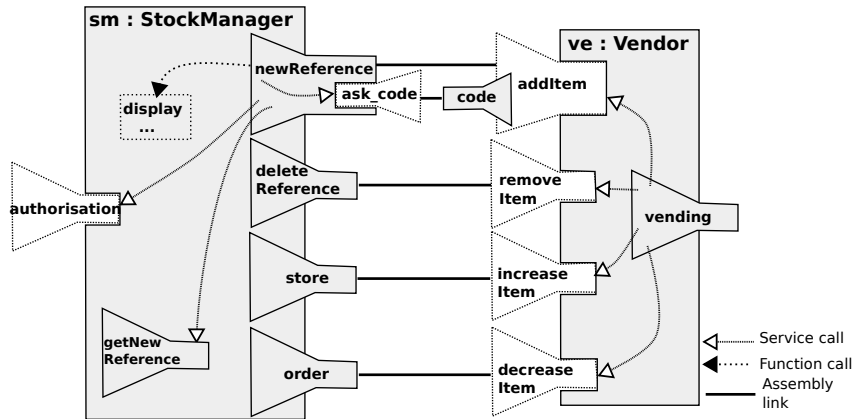 sm : StockManager
ve : Vendor
newReference
addItem
ask_code
code
display
...
delete
Reference
remove
Item
authorisation
vending
store
increase
Item
getNew
Reference
order
decrease
Item
Service call
Function call
Assembly
link